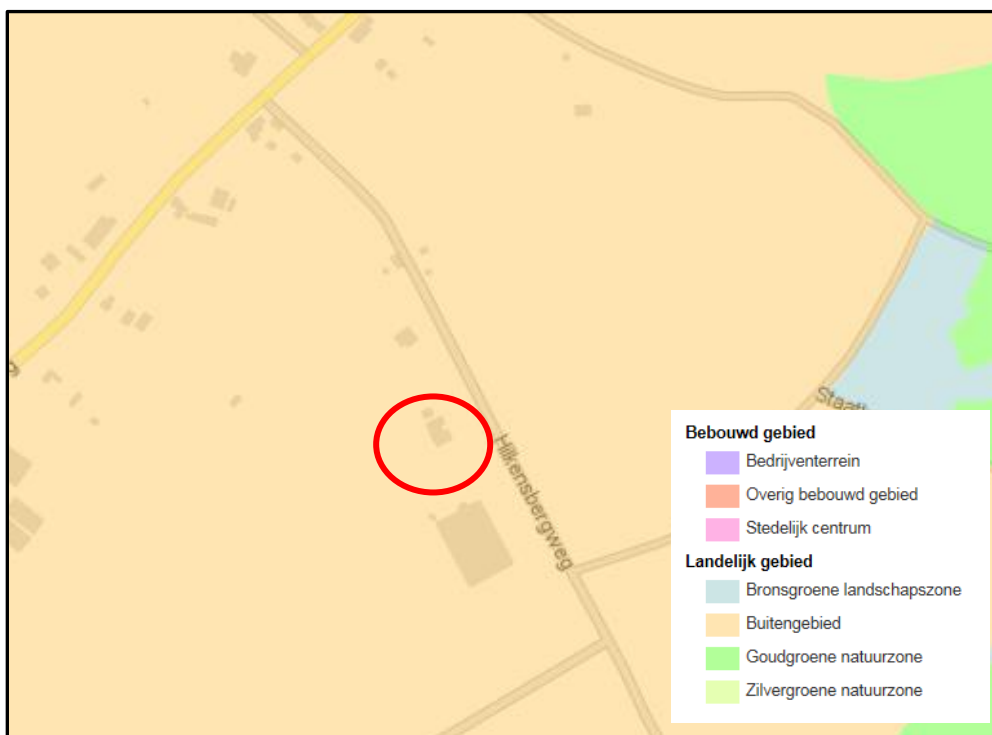 Hilkensbergweg
Bebouwd gebied
Bedrijventerrein
Overig bebouwd gebied
Stedelijk centrum
Landelijk gebied
Bronsgroene landschapszone
Buitengebied
Goudgroene natuurzone
Zilvergroene natuurzone